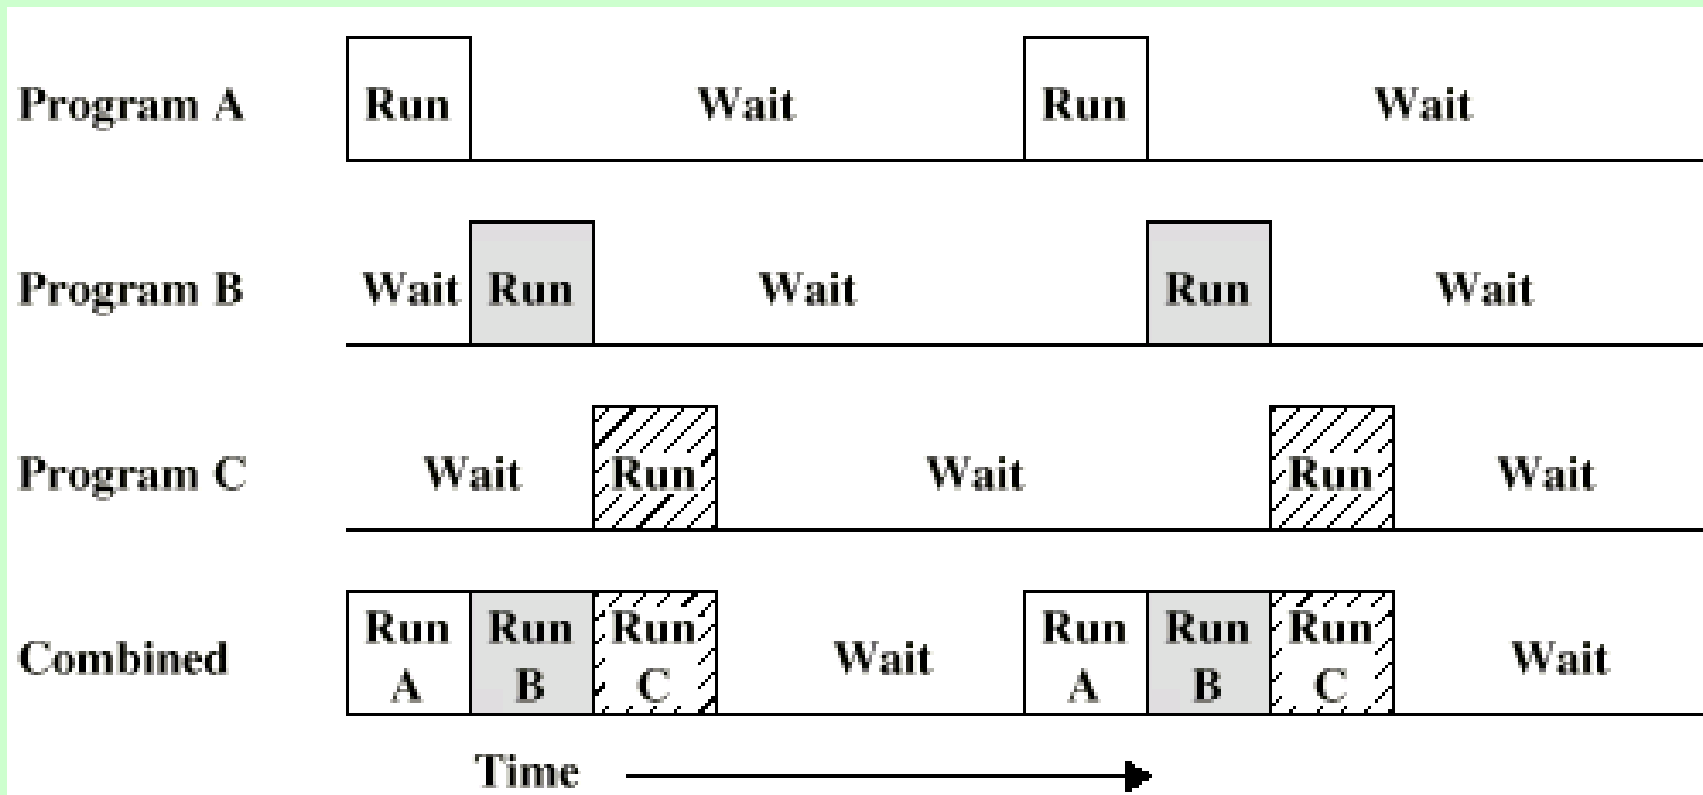 Program A Run Wait Run Wait
Program B Wait Run Wait Run Wait
Program C Wait Run Wait Run Wait
Combined Run A Run B Run C Wait Run A Run B Run C Wait
Time